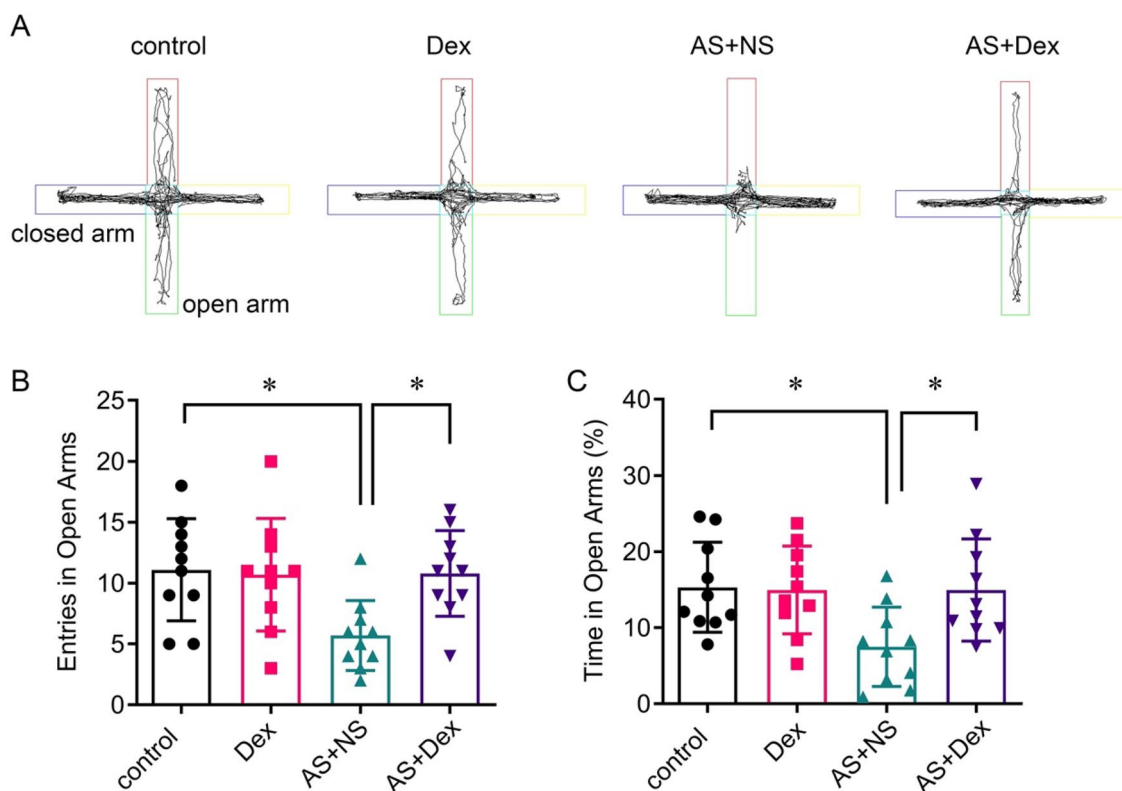 A
control
Dex
AS+NS
AS+Dex
closed arm
open arm
B
Entries in Open Arms
25
20
15
10
5
0
*
*
control
Dex
AS+NS
AS+Dex
C
Time in Open Arms (%)
40
30
20
10
0
*
*
control
Dex
AS+NS
AS+Dex